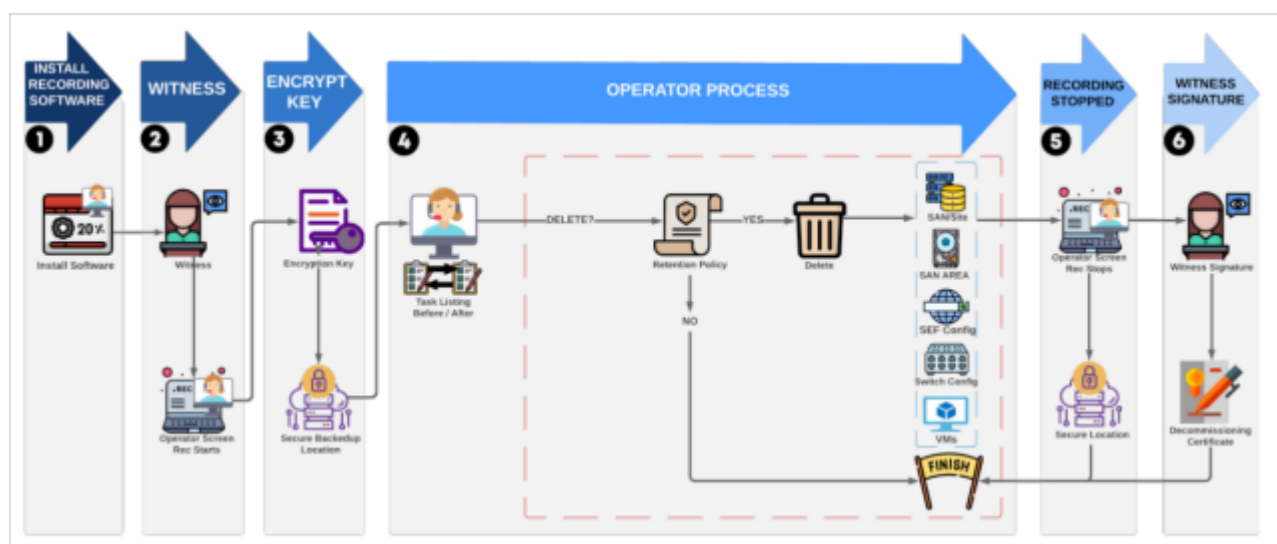 INSTALL
RECORDING
SOFTWARE
WITNESS
ENCRYPT
KEY
OPERATOR PROCESS
RECORDING
STOPPED
WITNESS
SIGNATURE
1
2
3
4
5
6
20%
Install Software
Witness
Encryption Key
Task Listing
Before / After
DELETE?
Retention Policy
YES
NO
Delete
SAN/Site
SAN AREA
SEF Config
Switch Config
VMs
FINISH
.REC
Operator Screen
Rec Starts
Secure Backedup
Location
.REC
Operator Screen
Rec Stops
Secure Location
Witness Signature
Decommissioning
Certificate